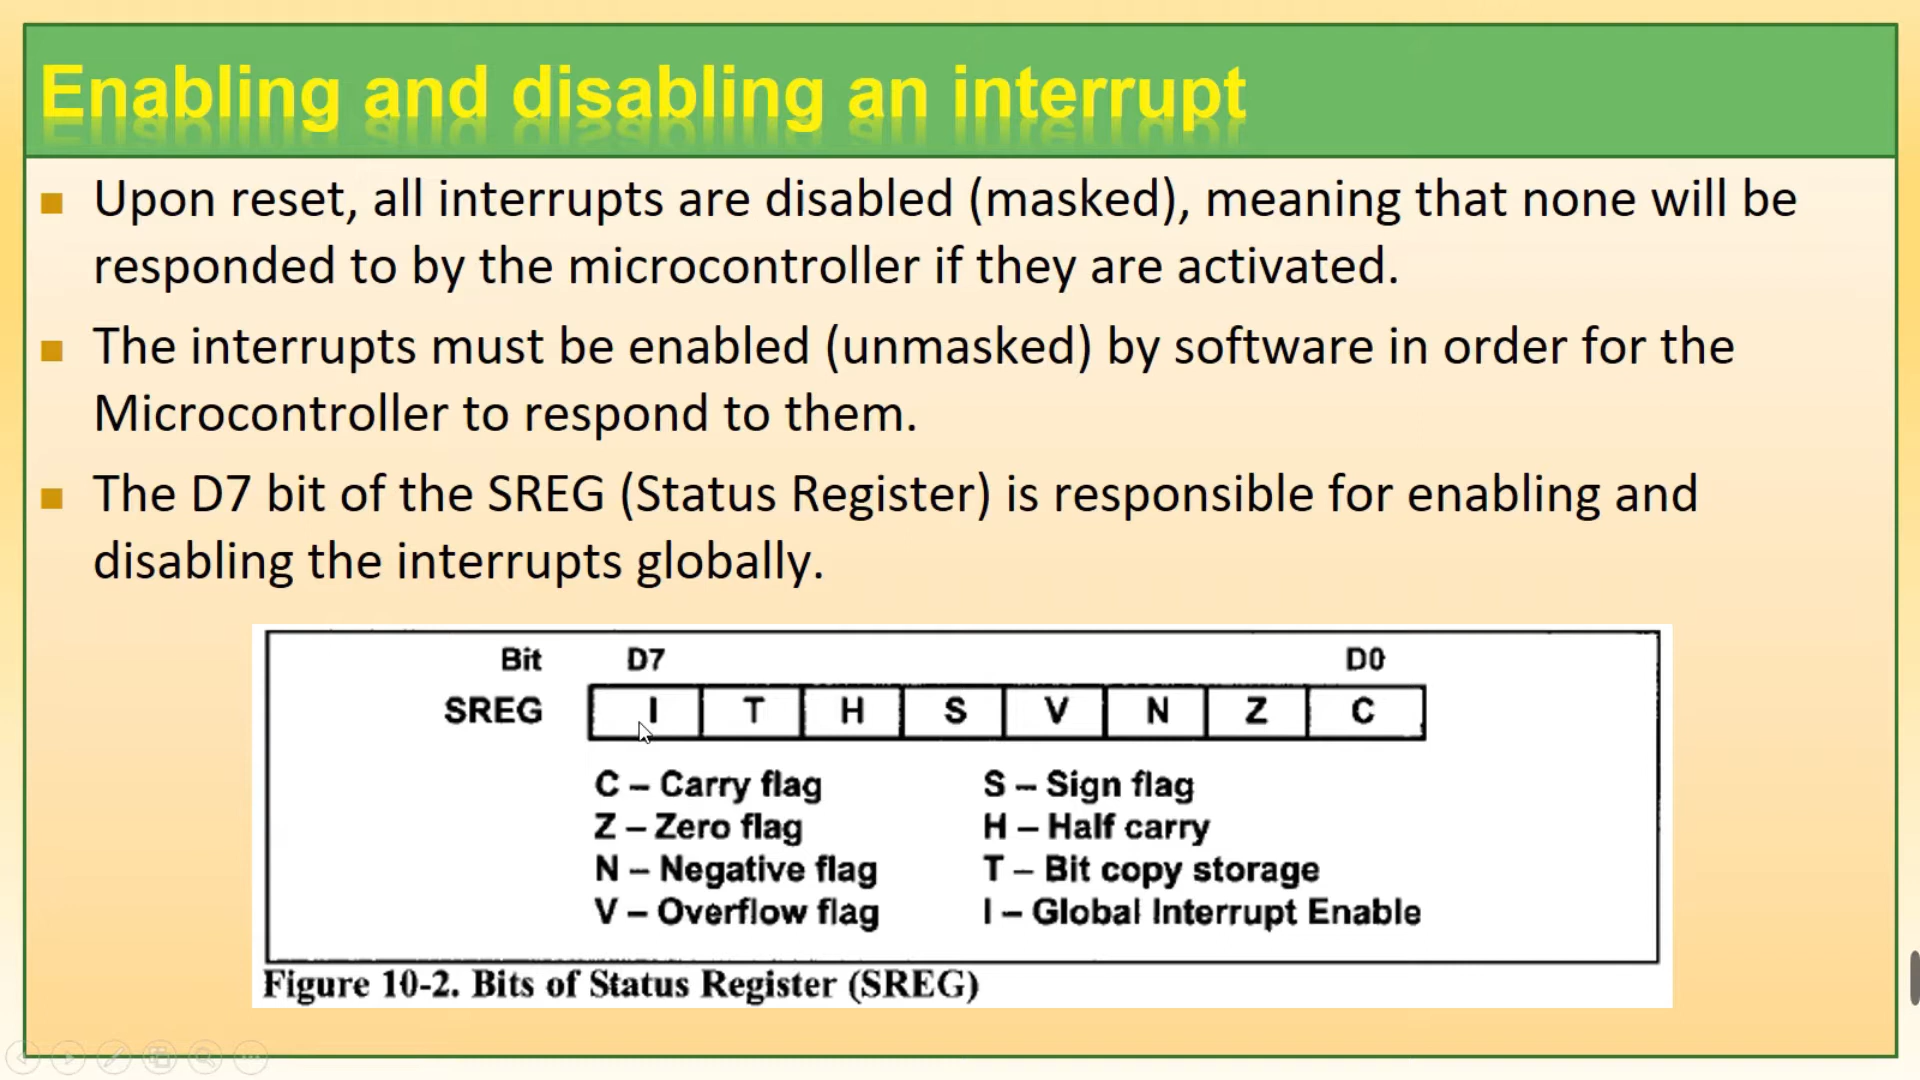 Enabling and disabling an interrupt
Upon reset, all interrupts are disabled (masked), meaning that none will be
responded to by the microcontroller if they are activated.
The interrupts must be enabled (unmasked) by software in order for the
Microcontroller to respond to them.
The D7 bit of the SREG (Status Register) is responsible for enabling and
disabling the interrupts globally.
Bit D7 D0
SREG I T H S V N Z C
C – Carry flag S – Sign flag
Z – Zero flag H – Half carry
N – Negative flag T – Bit copy storage
V – Overflow flag I – Global Interrupt Enable
Figure 10-2. Bits of Status Register (SREG)